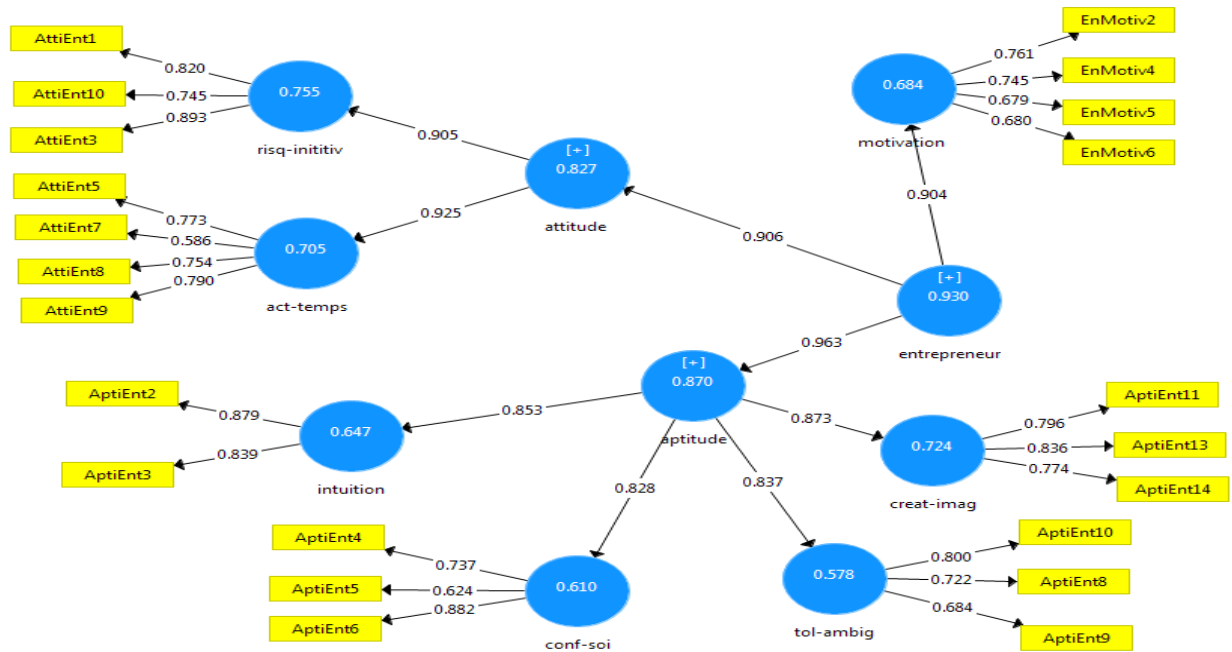 AttiEnt1
AttiEnt10
AttiEnt3
0.820
0.745
0.893
0.755
risq-inititiv
AttiEnt5
AttiEnt7
AttiEnt8
AttiEnt9
0.773
0.586
0.754
0.790
0.705
act-temps
0.905
0.925
[+]
0.827
attitude
0.906
EnMotiv2
EnMotiv4
EnMotiv5
EnMotiv6
0.761
0.745
0.679
0.680
0.684
motivation
0.904
[+]
0.930
entrepreneur
0.963
[+]
0.870
aptitude
AptiEnt2
AptiEnt3
0.879
0.839
0.647
intuition
0.853
0.873
0.724
creat-imag
0.796
0.836
0.774
AptiEnt11
AptiEnt13
AptiEnt14
0.828
0.837
AptiEnt4
AptiEnt5
AptiEnt6
0.737
0.624
0.882
0.610
conf-soi
0.578
tol-ambig
0.800
0.722
0.684
AptiEnt10
AptiEnt8
AptiEnt9